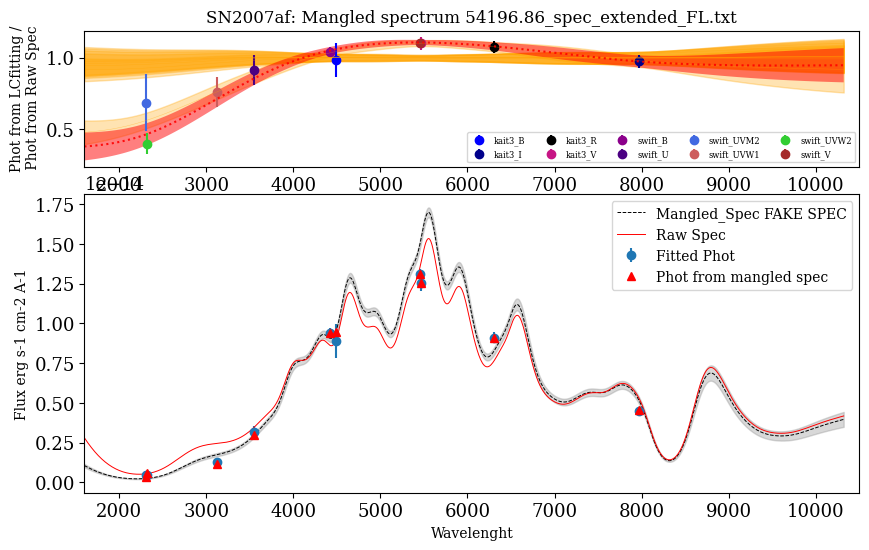 SN2007af: Mangled spectrum 54196.86_spec_extended_FL.txt
Phot from LCfitting /
Phot from Raw Spec
1.0
0.5
kait3_B kait3_R swift_B swift_UVM2 swift_UVW2
kait3_I kait3_V swift_U swift_UVW1 swift_V
2000 3000 4000 5000 6000 7000 8000 9000 10000
1e−14
Flux erg s-1 cm-2 A-1
1.75
1.50
1.25
1.00
0.75
0.50
0.25
0.00
Mangled_Spec FAKE SPEC
Raw Spec
Fitted Phot
Phot from mangled spec
2000 3000 4000 5000 6000 7000 8000 9000 10000
Wavelenght